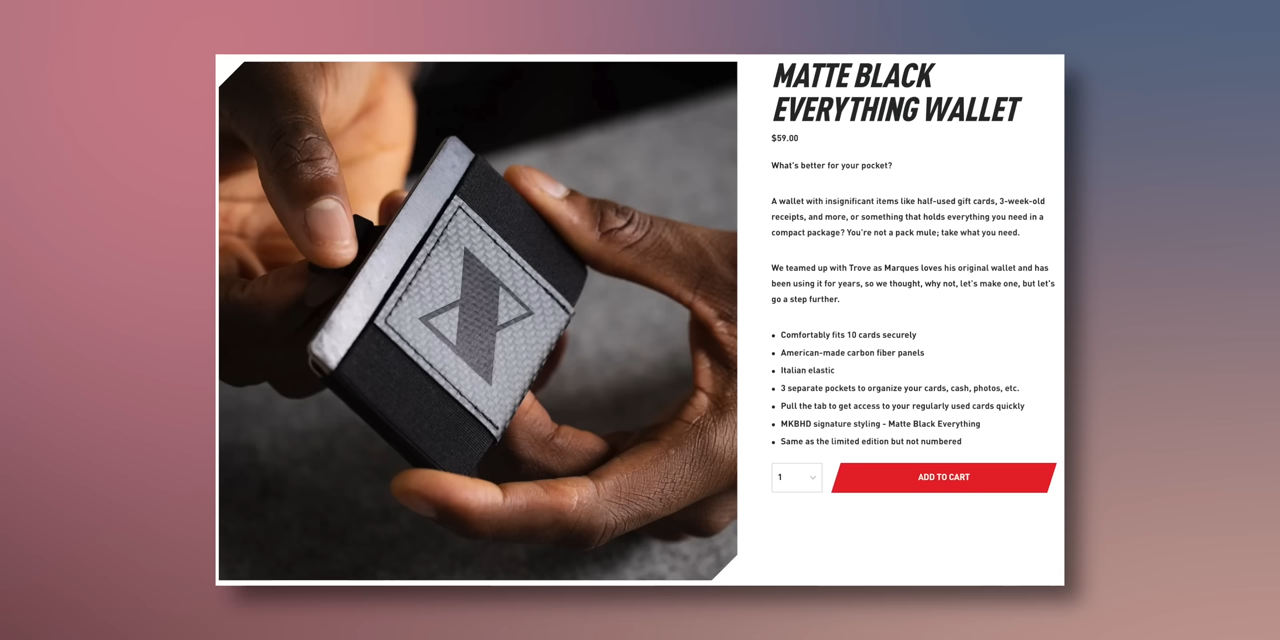 MATTE BLACK
EVERYTHING WALLET
$59.00
What's better for your pocket?
A wallet with insignificant items like half-used gift cards, 3-week-old
receipts, and more, or something that holds everything you need in a
compact package? You're not a pack mule; take what you need.
We teamed up with Trove as Marques loves his original wallet and has
been using it for years, so we thought, why not, let's make one, but let's
go a step further.
• Comfortably fits 10 cards securely
• American-made carbon fiber panels
• Italian elastic
• 3 separate pockets to organize your cards, cash, photos, etc.
• Pull the tab to get access to your regularly used cards quickly
• MKBHD signature styling - Matte Black Everything
• Same as the limited edition but not numbered
1
ADD TO CART